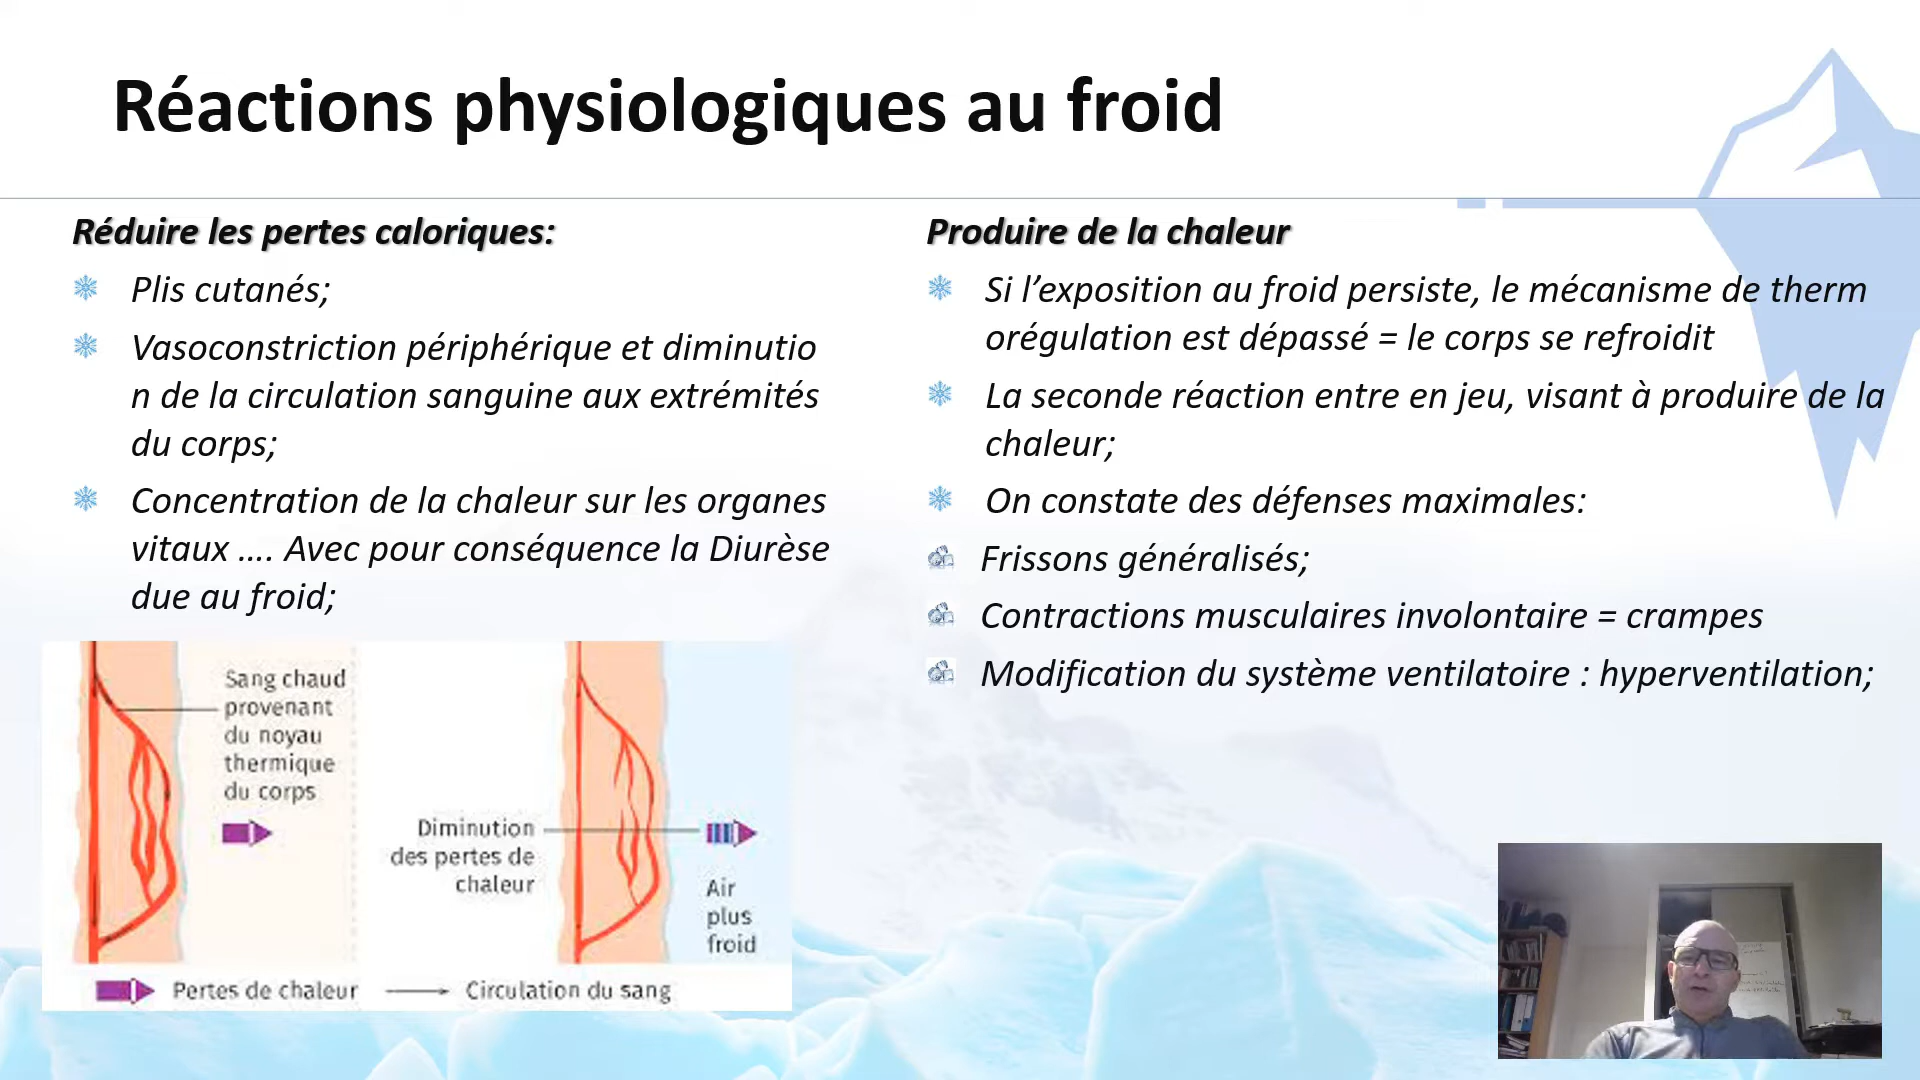 Réactions physiologiques au froid
Réduire les pertes caloriques:
Plis cutanés;
Vasoconstriction périphérique et diminutio
n de la circulation sanguine aux extrémités
du corps;
Concentration de la chaleur sur les organes
vitaux .... Avec pour conséquence la Diurèse
due au froid;
Sang chaud
provenant
du noyau
thermique
du corps
Diminution
des pertes de
chaleur
Air
plus
froid
Pertes de chaleur
Circulation du sang
Produire de la chaleur
Si l’exposition au froid persiste, le mécanisme de therm
orégulation est dépassé = le corps se refroidit
La seconde réaction entre en jeu, visant à produire de la
chaleur;
On constate des défenses maximales:
Frissons généralisés;
Contractions musculaires involontaire = crampes
Modification du système ventilatoire : hyperventilation;